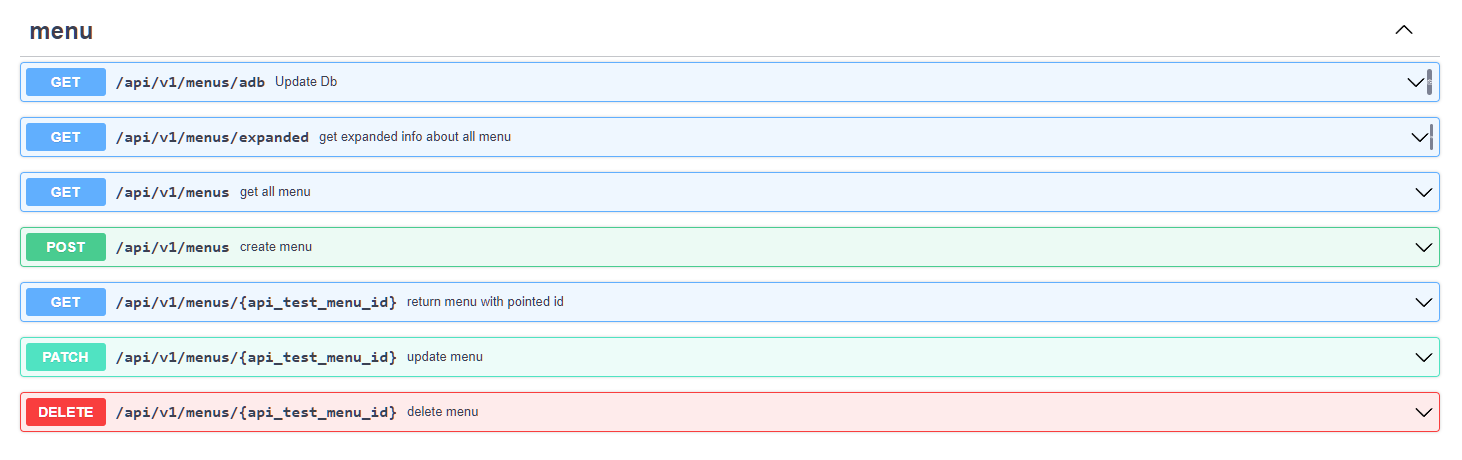 menu
GET /api/v1/menus/adb Update Db
GET /api/v1/menus/expanded get expanded info about all menu
GET /api/v1/menus get all menu
POST /api/v1/menus create menu
GET /api/v1/menus/{api_test_menu_id} return menu with pointed id
PATCH /api/v1/menus/{api_test_menu_id} update menu
DELETE /api/v1/menus/{api_test_menu_id} delete menu